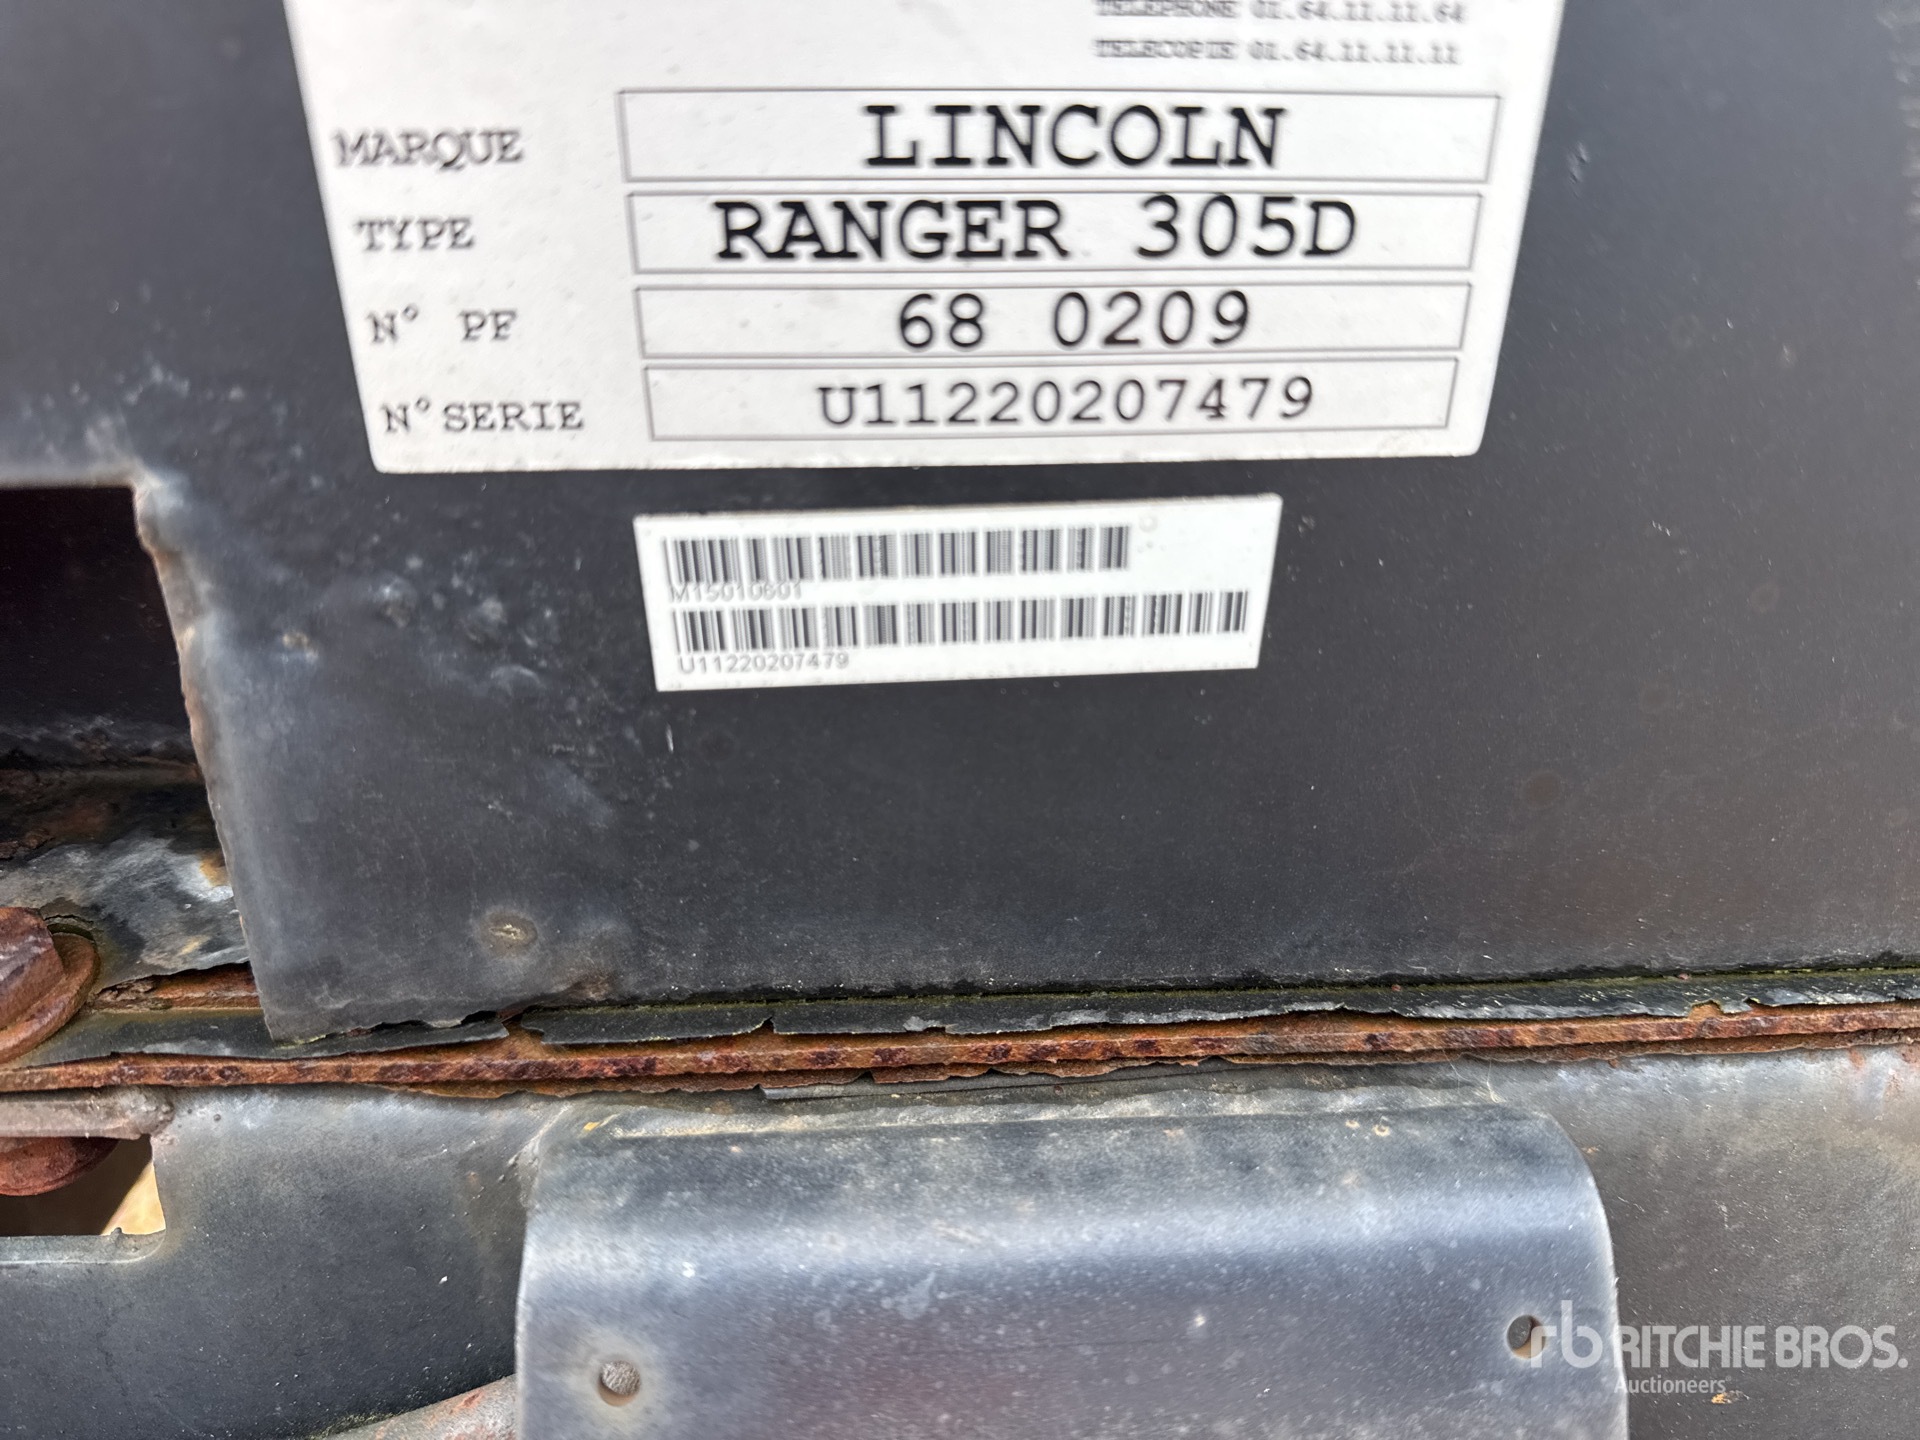 TELEPHONE 01.64.11.11.64
TELECOPIE 01.64.11.11.11
MARQUE LINCOLN
TYPE RANGER 305D
N° PF 68 0209
N° SERIE U11220207479
M15010601
U11220207479
rb RITCHIE BROS.
Auctioneers